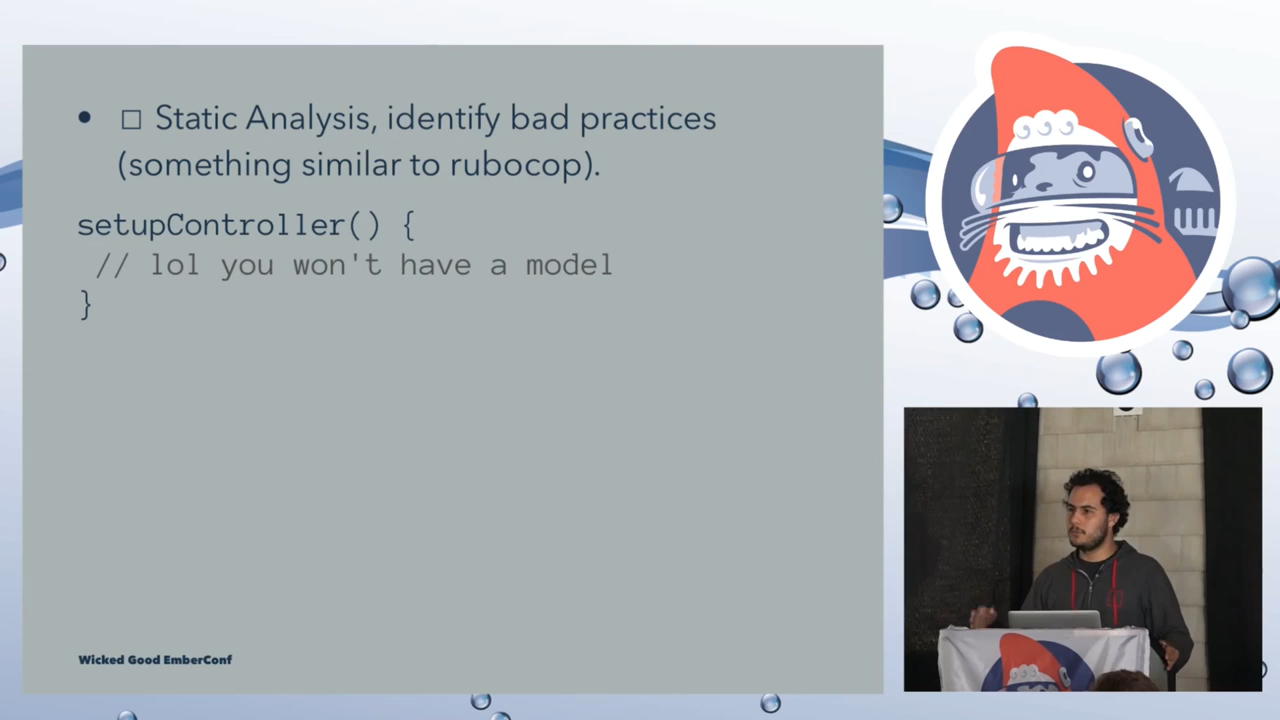 • □ Static Analysis, identify bad practices
(something similar to rubocop).
setupController() {
// lol you won't have a model
}
Wicked Good EmberConf